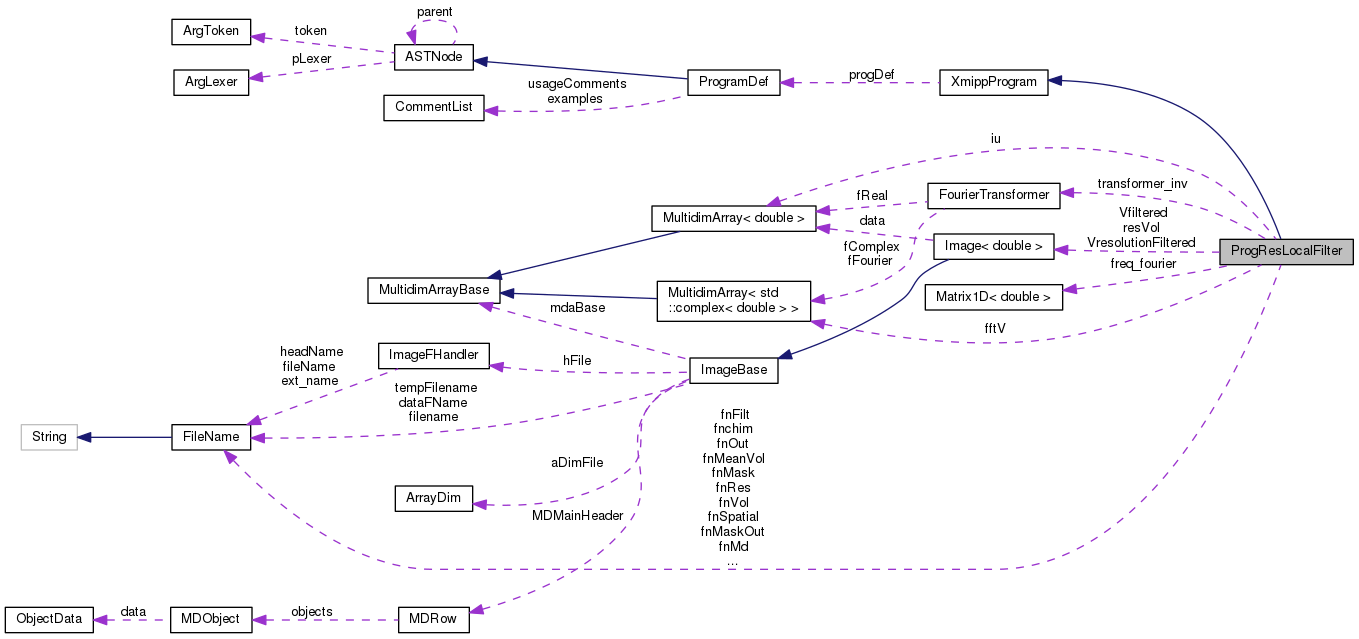 parent
ArgToken
token
ASTNode
pLexer
ArgLexer
usageComments
examples
CommentList
ProgramDef
progDef
XmippProgram
iu
transformer_inv
FourierTransformer
fReal
MultidimArray< double >
data
Vfiltered
resVol
VresolutionFiltered
Image< double >
ProgResLocalFilter
fComplex
fFourier
freq_fourier
MultidimArrayBase
MultidimArray< std
::complex< double > >
Matrix1D< double >
mdaBase
fftV
headName
fileName
ext_name
ImageFHandler
hFile
ImageBase
tempFilename
dataFName
filename
String
FileName
fnFilt
fnchim
fnOut
fnMeanVol
fnMask
fnRes
fnVol
fnSpatial
fnMaskOut
fnMd
...
aDimFile
ArrayDim
MDMainHeader
ObjectData
data
MDObject
objects
MDRow